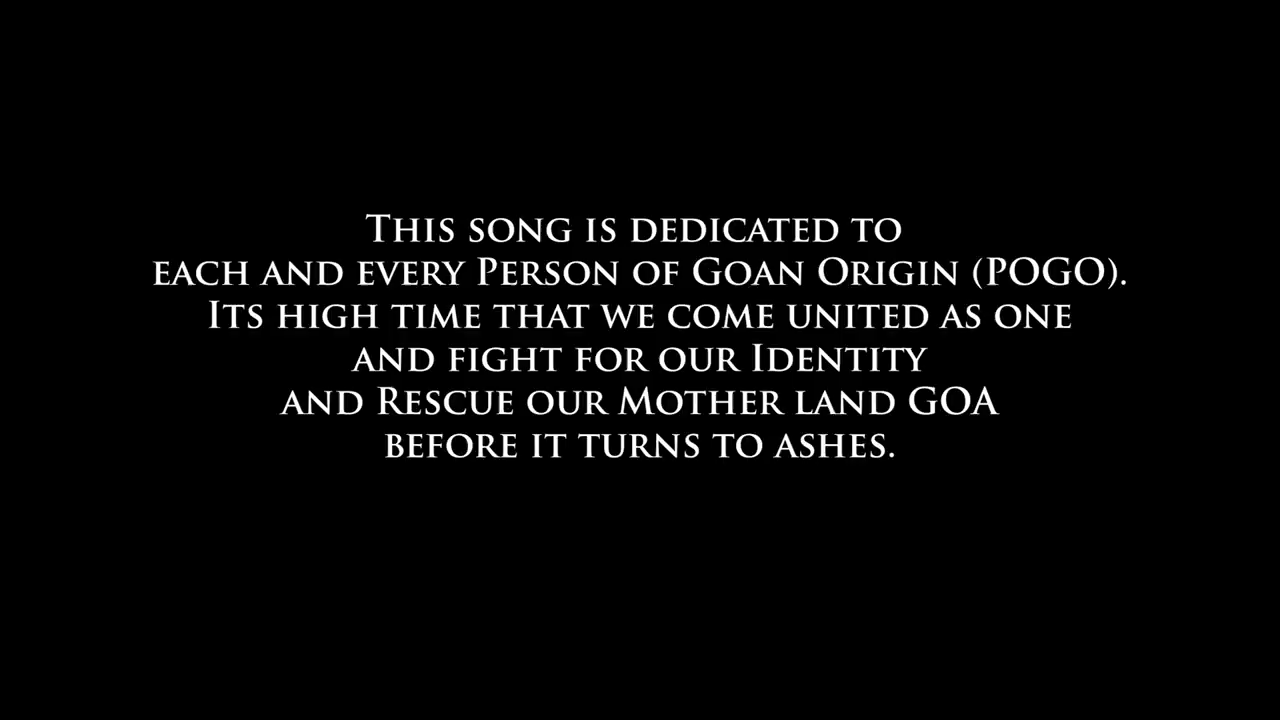 This song is dedicated to
each and every Person of Goan Origin (POGO).
Its high time that we come united as one
and fight for our Identity
and Rescue our Mother land GOA
before it turns to ashes.